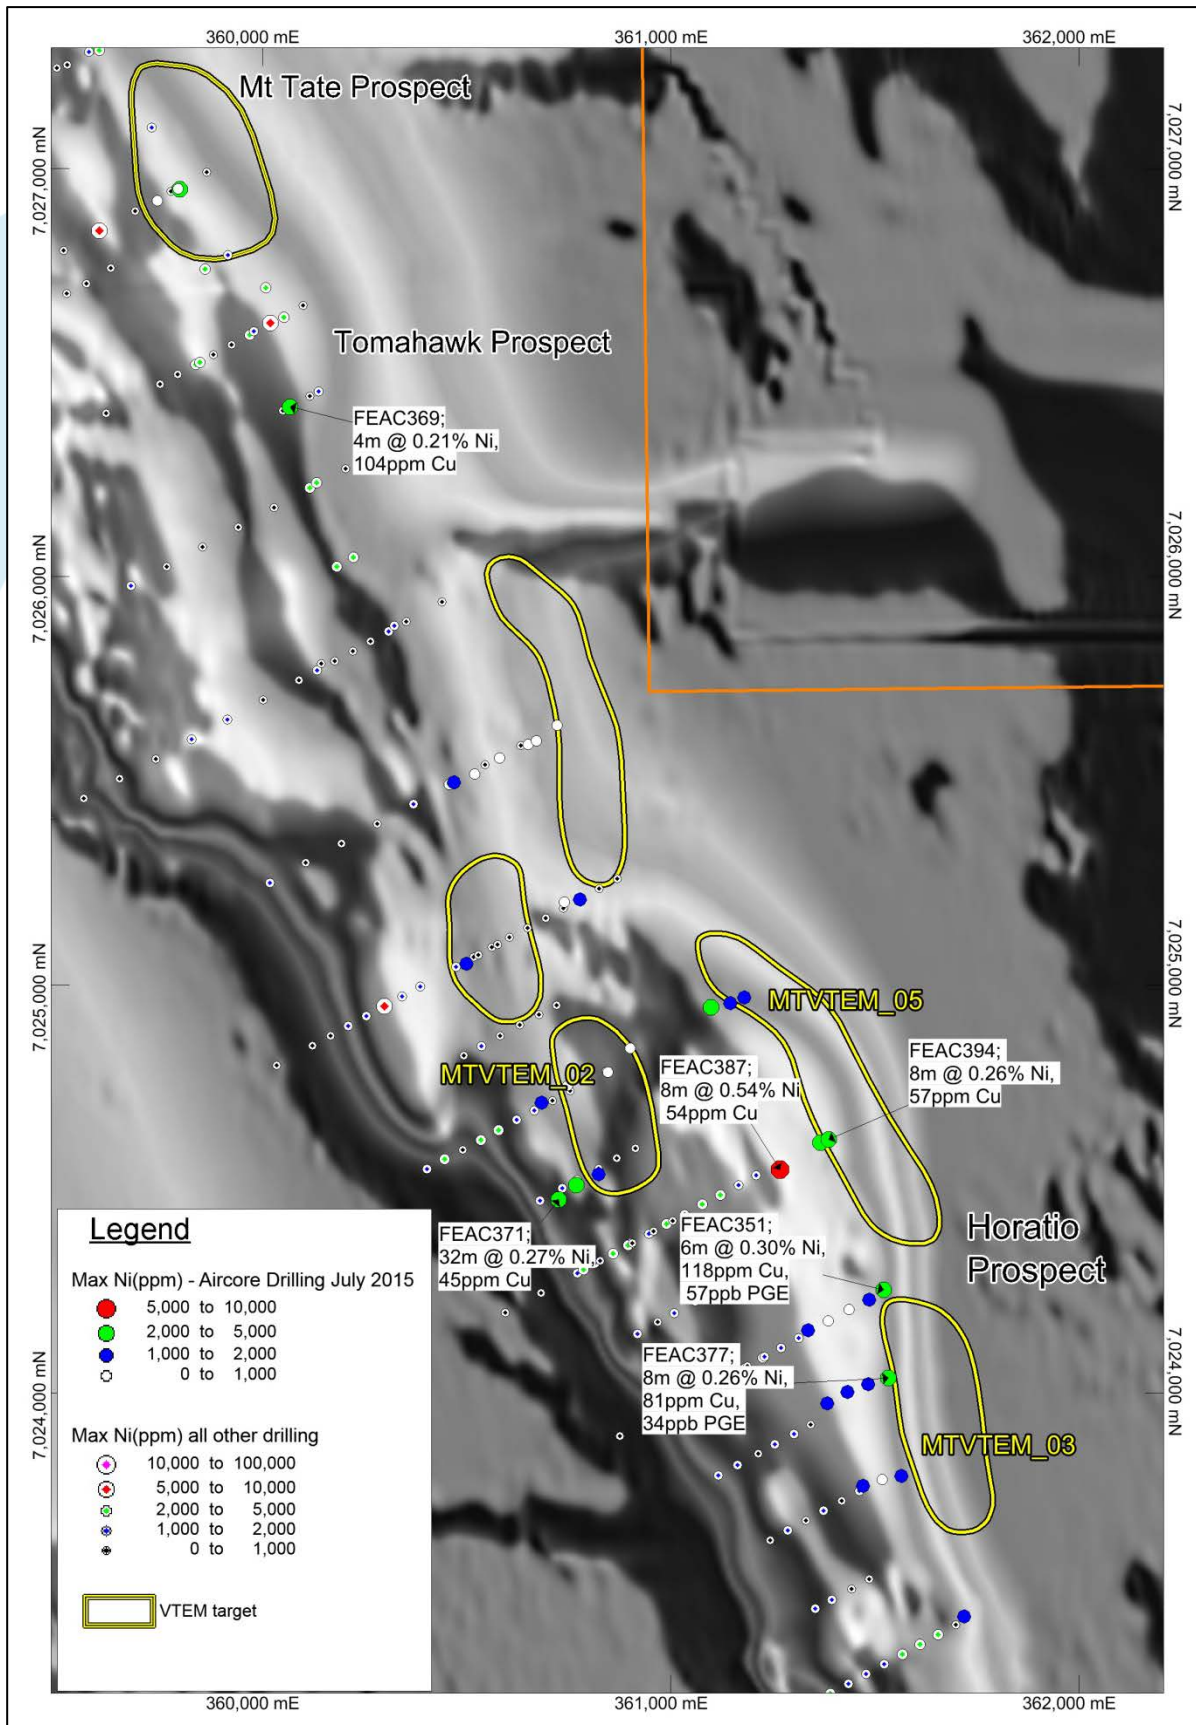 360,000 mE
361,000 mE
362,000 mE
Mt Tate Prospect
7,027,000 mN
7,027,000 mN
Tomahawk Prospect
FEAC369;
4m @ 0.21% Ni,
104ppm Cu
7,026,000 mN
7,026,000 mN
7,025,000 mN
7,025,000 mN
MTVTEM_05
MTVTEM_02
FEAC387;
8m @ 0.54% Ni
54ppm Cu
FEAC394;
8m @ 0.26% Ni,
57ppm Cu
FEAC371;
32m @ 0.27% Ni,
45ppm Cu
FEAC351;
6m @ 0.30% Ni,
118ppm Cu,
57ppb PGE
Horatio
Prospect
FEAC377;
8m @ 0.26% Ni,
81ppm Cu,
34ppb PGE
MTVTEM_03
7,024,000 mN
7,024,000 mN
Legend
Max Ni(ppm) - Aircore Drilling July 2015
5,000 to 10,000
2,000 to 5,000
1,000 to 2,000
0 to 1,000
Max Ni(ppm) all other drilling
10,000 to 100,000
5,000 to 10,000
2,000 to 5,000
1,000 to 2,000
0 to 1,000
VTEM target
360,000 mE
361,000 mE
362,000 mE